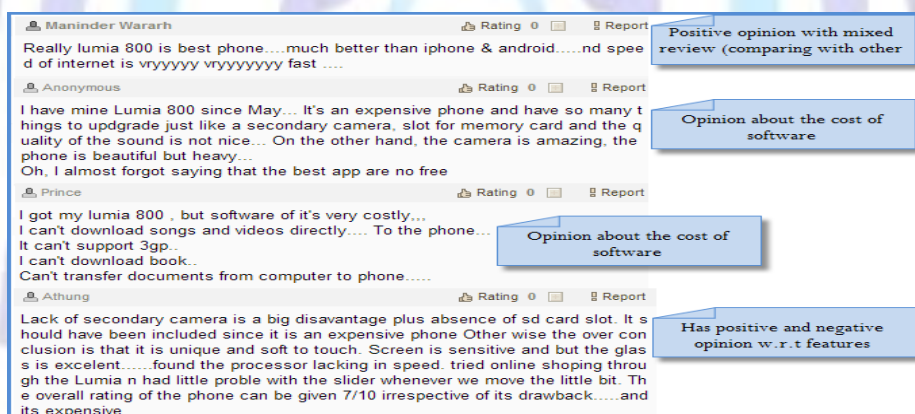 Maninder Wararh Rating 0 Report
Really lumia 800 is best phone....much better than iphone & android.....nd spee
d of internet is vryyyyy vryyyyyyy fast ....
Positive opinion with mixed
review (comparing with other
Anonymous Rating 0 Report
I have mine Lumia 800 since May... It's an expensive phone and have so many t
hings to updgrade just like a secondary camera, slot for memory card and the q
uality of the sound is not nice... On the other hand, the camera is amazing, the
phone is beautiful but heavy...
Oh, I almost forgot saying that the best app are no free
Opinion about the cost of
software
Prince Rating 0 Report
I got my lumia 800 , but software of it's very costly,,,
I can't download songs and videos directly.... To the phone...
It can't support 3gp..
I can't download book..
Can't transfer documents from computer to phone.....
Opinion about the cost of
software
Athung Rating 0 Report
Lack of secondary camera is a big disavantage plus absence of sd card slot. It s
hould have been included since it is an expensive phone Other wise the over con
clusion is that it is unique and soft to touch. Screen is sensitive and but the glas
s is excelent......found the processor lacking in speed. tried online shoping throu
gh the Lumia n had little proble with the slider whenever we move the little bit. Th
e overall rating of the phone can be given 7/10 irrespective of its drawback.....and
its expensive
Has positive and negative
opinion w.r.t features